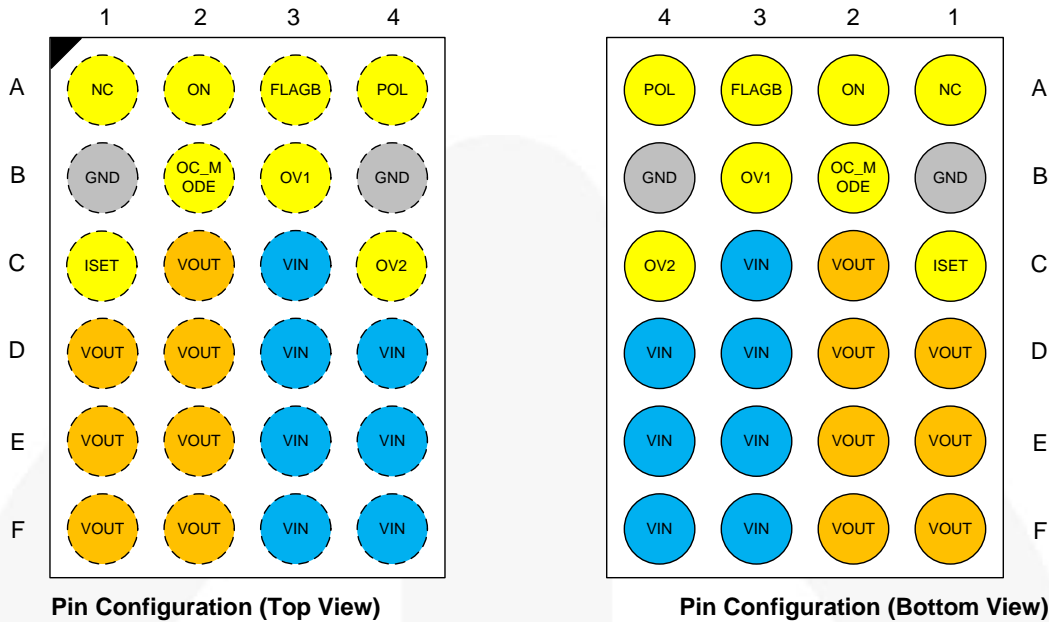 1 2 3 4 4 3 2 1
A NC ON FLAGB POL POL FLAGB ON NC A
B GND OC_M
ODE OV1 GND GND OV1 OC_M
ODE GND B
C ISET VOUT VIN OV2 OV2 VIN VOUT ISET C
D VOUT VOUT VIN VIN VIN VIN VOUT VOUT D
E VOUT VOUT VIN VIN VIN VIN VOUT VOUT E
F VOUT VOUT VIN VIN VIN VIN VOUT VOUT F
Pin Configuration (Top View) Pin Configuration (Bottom View)